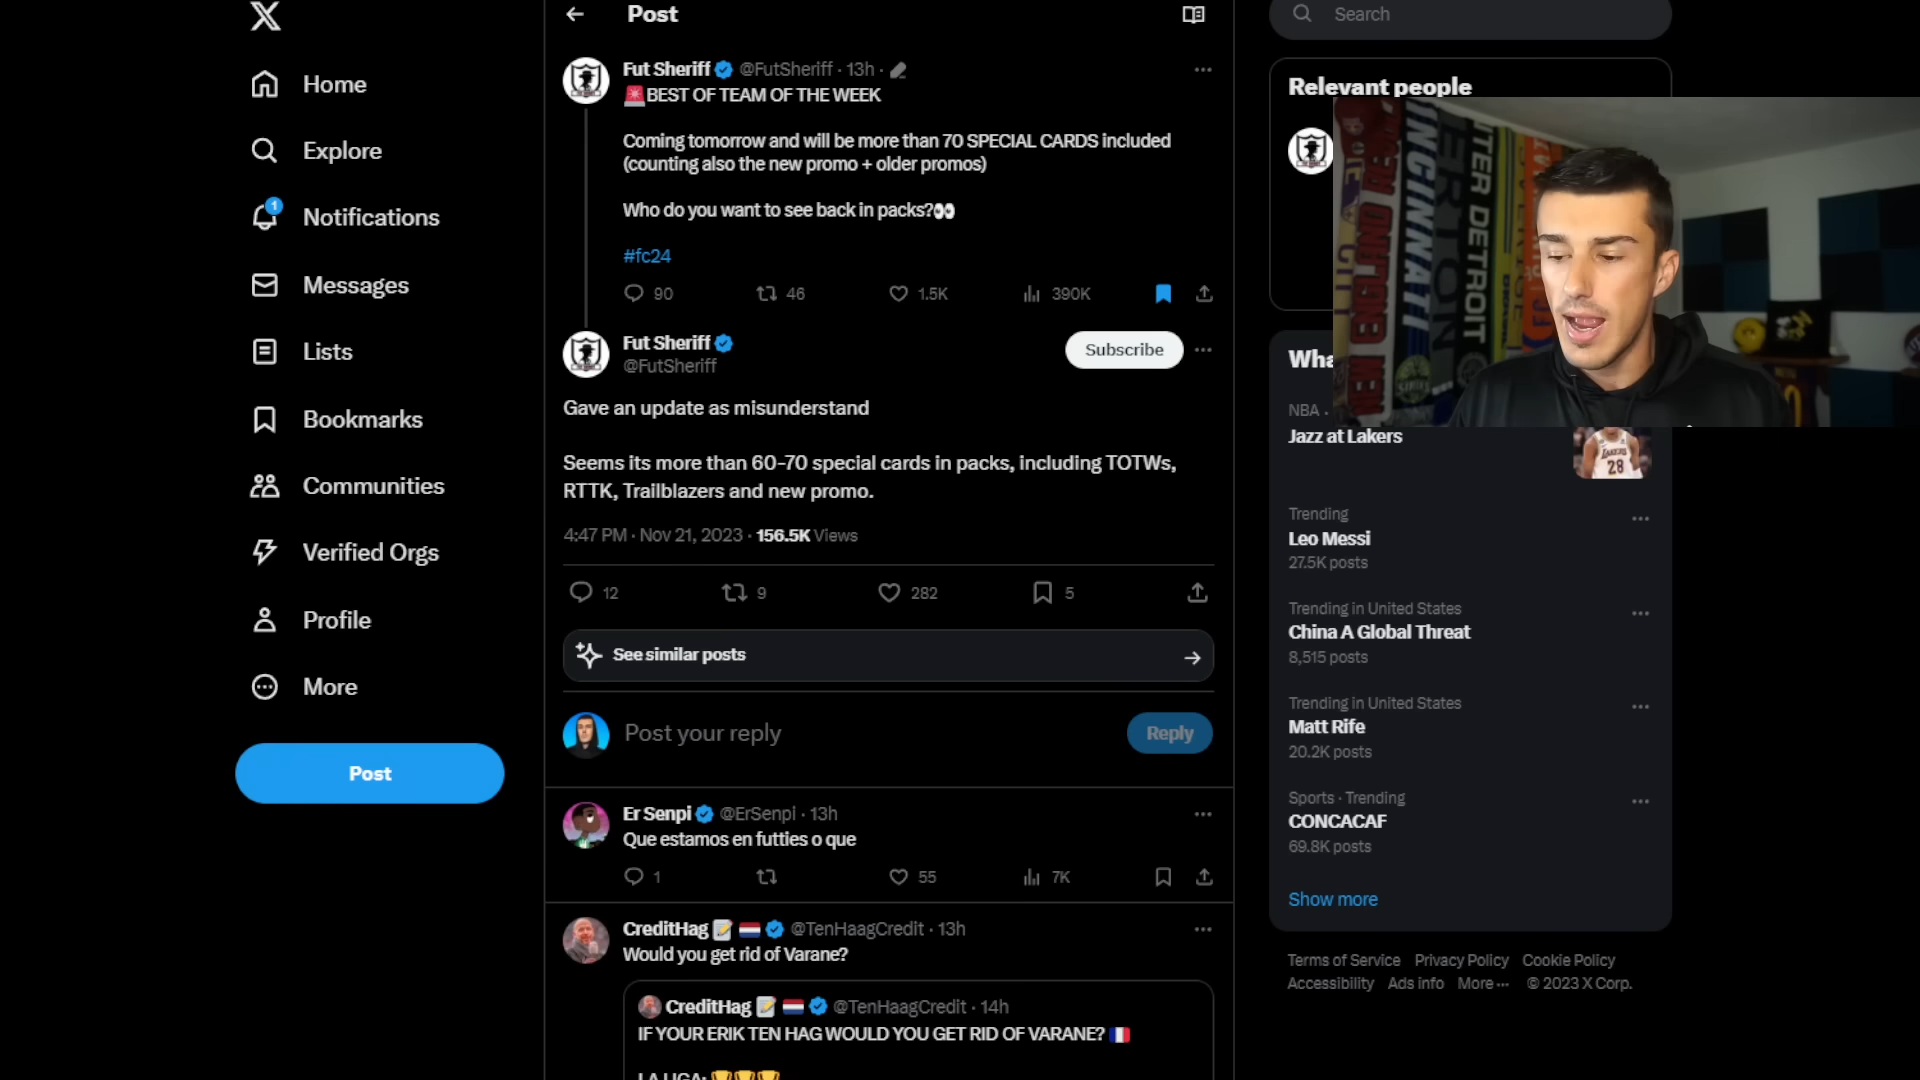 Home
Explore
1
Notifications
Messages
Lists
Bookmarks
Communities
Verified Orgs
Profile
More
Post
Post
Fut Sheriff @FutSheriff · 13h ·
🚨BEST OF TEAM OF THE WEEK
Coming tomorrow and will be more than 70 SPECIAL CARDS included
(counting also the new promo + older promos)
Who do you want to see back in packs?👀
#fc24
90 46 1.5K 390K
Fut Sheriff
@FutSheriff
Subscribe
Gave an update as misunderstand
Seems its more than 60-70 special cards in packs, including TOTWs,
RTTK, Trailblazers and new promo.
4:47 PM · Nov 21, 2023 · 156.5K Views
12 9 282 5
See similar posts
Post your reply
Reply
Er Senpi @ErSenpi · 13h
Que estamos en futties o que
1 55 7K
CreditHag 📝 🇳🇱 @TenHaagCredit · 13h
Would you get rid of Varane?
CreditHag 📝 🇳🇱 @TenHaagCredit · 14h
IF YOUR ERIK TEN HAG WOULD YOU GET RID OF VARANE? 🇫🇷
LA LIGA: 🏆🏆🏆
Search
Relevant people
NEW ENGLAND RE
CINCINNATI
DETROIT
Wha
NBA ·
Jazz at Lakers
LAKERS
28
Trending
Leo Messi
27.5K posts
Trending in United States
China A Global Threat
8,515 posts
Trending in United States
Matt Rife
20.2K posts
Sports · Trending
CONCACAF
69.8K posts
Show more
Terms of Service Privacy Policy Cookie Policy
Accessibility Ads info More ··· © 2023 X Corp.